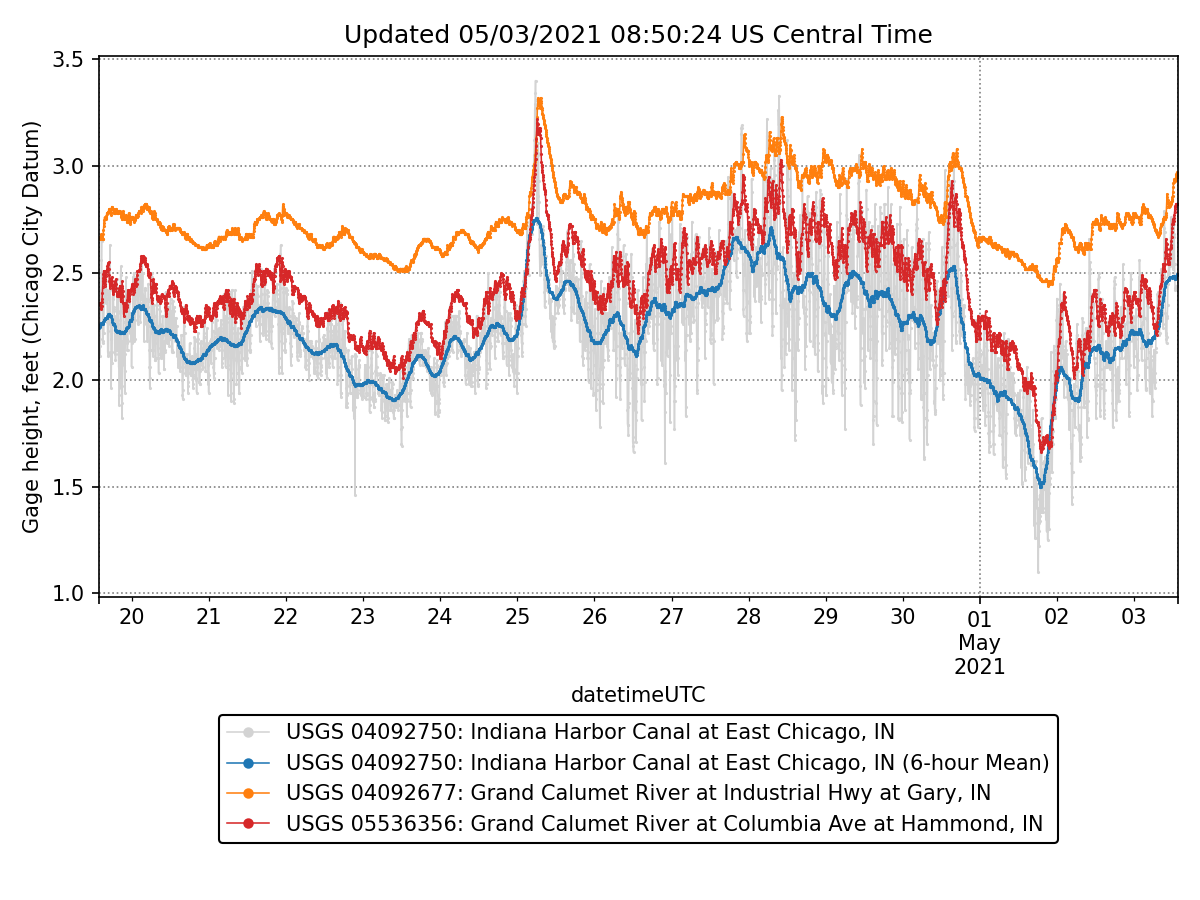 Updated 05/03/2021 08:50:24 US Central Time
Gage height, feet (Chicago City Datum)
3.5
3.0
2.5
2.0
1.5
1.0
20 21 22 23 24 25 26 27 28 29 30 01 02 03
May
2021
datetimeUTC
USGS 04092750: Indiana Harbor Canal at East Chicago, IN
USGS 04092750: Indiana Harbor Canal at East Chicago, IN (6-hour Mean)
USGS 04092677: Grand Calumet River at Industrial Hwy at Gary, IN
USGS 05536356: Grand Calumet River at Columbia Ave at Hammond, IN